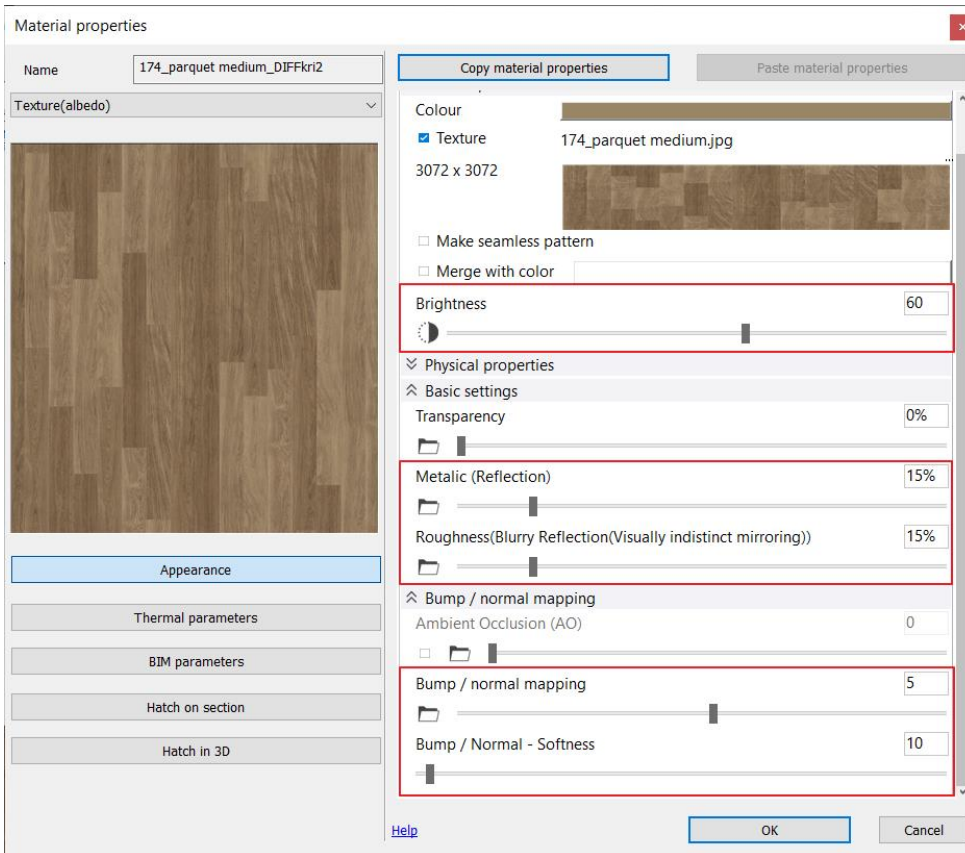 Material properties
Name
174_parquet medium_DIFFkri2
Texture(albedo)
Appearance
Thermal parameters
BIM parameters
Hatch on section
Hatch in 3D
Copy material properties
Paste material properties
Colour
Texture
174_parquet medium.jpg
...
3072 x 3072
Make seamless pattern
Merge with color
Brightness
60
Physical properties
Basic settings
Transparency
0%
Metalic (Reflection)
15%
Roughness(Blurry Reflection(Visually indistinct mirroring))
15%
Bump / normal mapping
Ambient Occlusion (AO)
0
Bump / normal mapping
5
Bump / Normal - Softness
10
Help
OK
Cancel